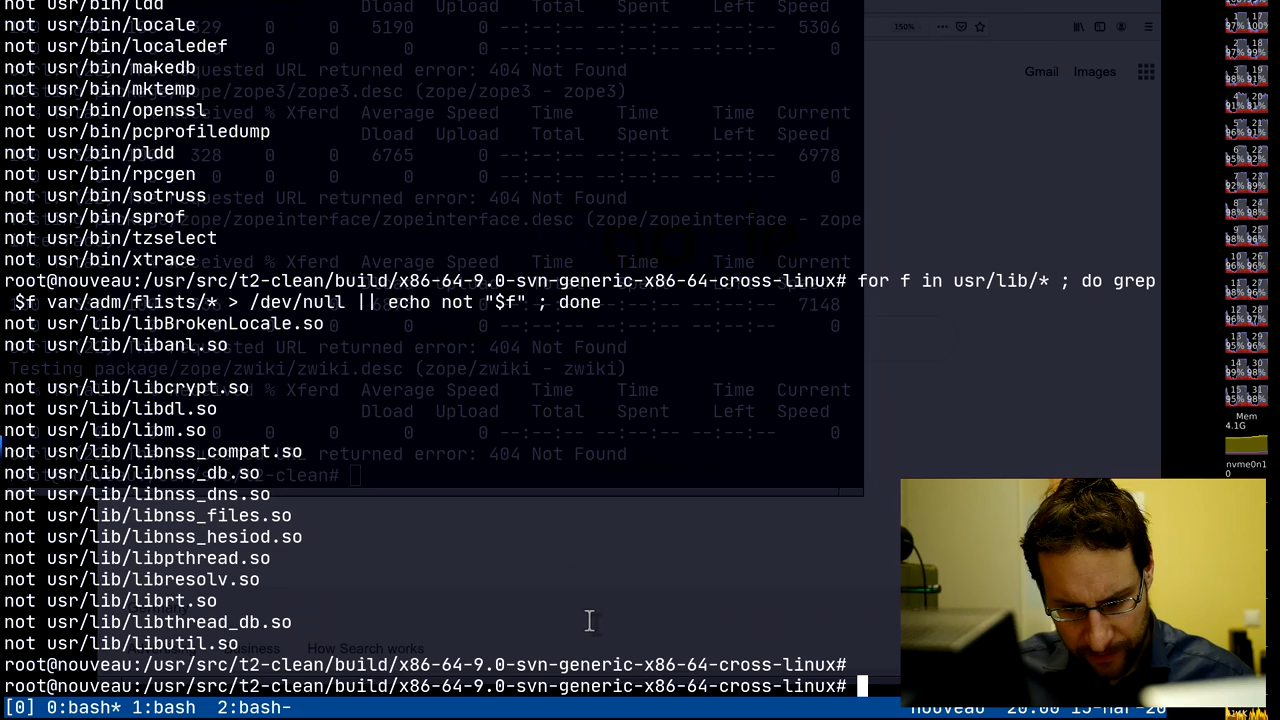 not usr/bin/ldd
not usr/bin/locale
not usr/bin/localedef
not usr/bin/makedb
not usr/bin/mktemp
not usr/bin/openssl
not usr/bin/pcprofiledump
not usr/bin/pldd
not usr/bin/rpcgen
not usr/bin/sotruss
not usr/bin/sprof
not usr/bin/tzselect
not usr/bin/xtrace
root@nouveau:/usr/src/t2-clean/build/x86-64-9.0-svn-generic-x86-64-cross-linux# for f in usr/lib/* ; do grep
$f var/adm/flists/* > /dev/null || echo not "$f" ; done
not usr/lib/libBrokenLocale.so
not usr/lib/libanl.so
not usr/lib/libcrypt.so
not usr/lib/libdl.so
not usr/lib/libm.so
not usr/lib/libnss_compat.so
not usr/lib/libnss_db.so
not usr/lib/libnss_dns.so
not usr/lib/libnss_files.so
not usr/lib/libnss_hesiod.so
not usr/lib/libpthread.so
not usr/lib/libresolv.so
not usr/lib/librt.so
not usr/lib/libthread_db.so
not usr/lib/libutil.so
root@nouveau:/usr/src/t2-clean/build/x86-64-9.0-svn-generic-x86-64-cross-linux#
root@nouveau:/usr/src/t2-clean/build/x86-64-9.0-svn-generic-x86-64-cross-linux#
[0] 0:bash* 1:bash 2:bash-
Dload Upload Total Spent Left Speed
5190 0 --:--:-- --:--:-- --:--:--
URL returned error: 404 Not Found
(zope/zope3 - zope3)
% Xferd Average Speed Time Time Time Current
Dload Upload Total Spent Left Speed
328 0 0 6765 0 --:--:-- --:--:-- --:--:-- 6978
URL returned error: 404 Not Found
/zope/zopeinterface/zopeinterface. (zope/zopeinterface - zope
7148
URL returned error: 404 Not Found
Testing package/zope/zwiki/zwiki.desc (zope/zwiki - zwiki)
% Xferd Average Speed Time Time Time Current
Dload Upload Total Spent Left Speed
0 0 0 --:--:-- --:--:-- --:--:-- 0
returned error: 404 Not Found
t2-clean#
150%
Gmail Images
Business How Search works
Mem
4.1G
nvme0n1
0